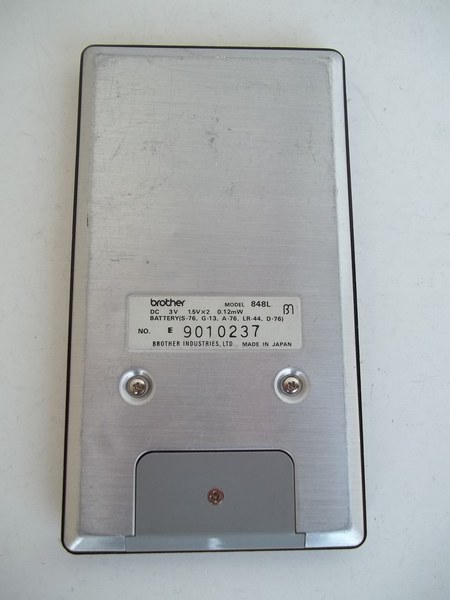 brother MODEL 848L
DC 3V 1.5V×2 0.12mW
BATTERY(S-76, G-13, A-76, LR-44, D-76)
NO. E 9010237
BROTHER INDUSTRIES, LTD. MADE IN JAPAN